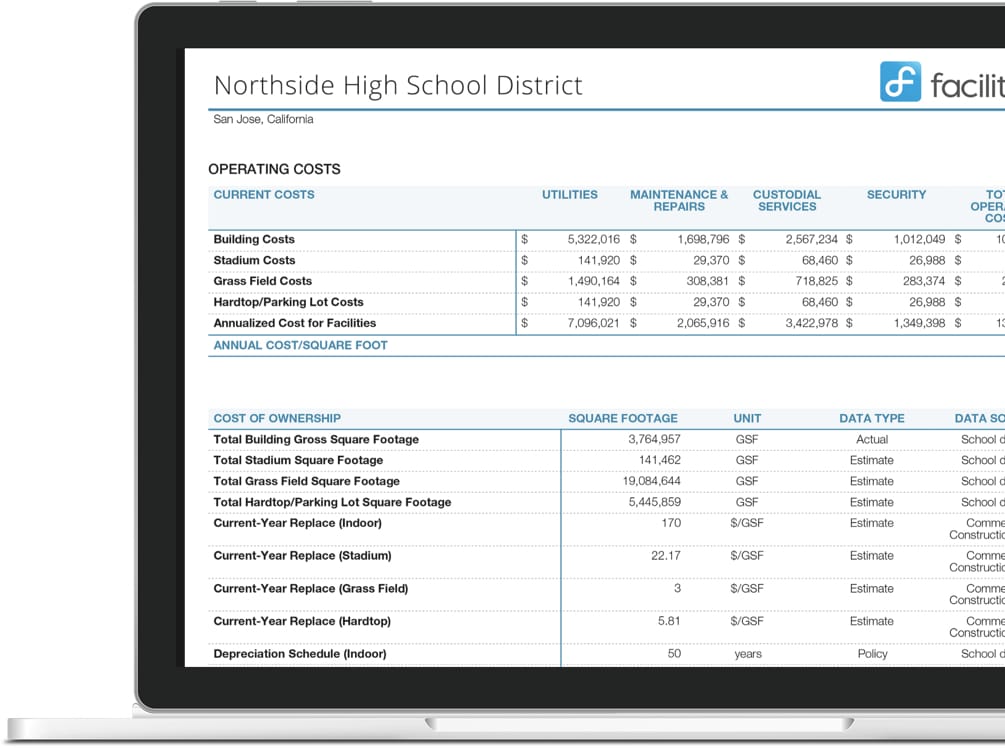 Northside High School District
facilit
San Jose, California
OPERATING COSTS
CURRENT COSTS UTILITIES MAINTENANCE & REPAIRS CUSTODIAL SERVICES SECURITY TO OPER COS
Building Costs $ 5,322,016 $ 1,698,796 $ 2,567,234 $ 1,012,049 $ 10
Stadium Costs $ 141,920 $ 29,370 $ 68,460 $ 26,988 $
Grass Field Costs $ 1,490,164 $ 308,381 $ 718,825 $ 283,374 $ 2
Hardtop/Parking Lot Costs $ 141,920 $ 29,370 $ 68,460 $ 26,988 $
Annualized Cost for Facilities $ 7,096,021 $ 2,065,916 $ 3,422,978 $ 1,349,398 $ 13
ANNUAL COST/SQUARE FOOT
COST OF OWNERSHIP SQUARE FOOTAGE UNIT DATA TYPE DATA SO
Total Building Gross Square Footage 3,764,957 GSF Actual School d
Total Stadium Square Footage 141,462 GSF Estimate School d
Total Grass Field Square Footage 19,084,644 GSF Estimate School d
Total Hardtop/Parking Lot Square Footage 5,445,859 GSF Estimate School d
Current-Year Replace (Indoor) 170 $/GSF Estimate Comme
Constructio
Current-Year Replace (Stadium) 22.17 $/GSF Estimate Comme
Constructio
Current-Year Replace (Grass Field) 3 $/GSF Estimate Comme
Constructio
Current-Year Replace (Hardtop) 5.81 $/GSF Estimate Comme
Constructio
Depreciation Schedule (Indoor) 50 years Policy School d